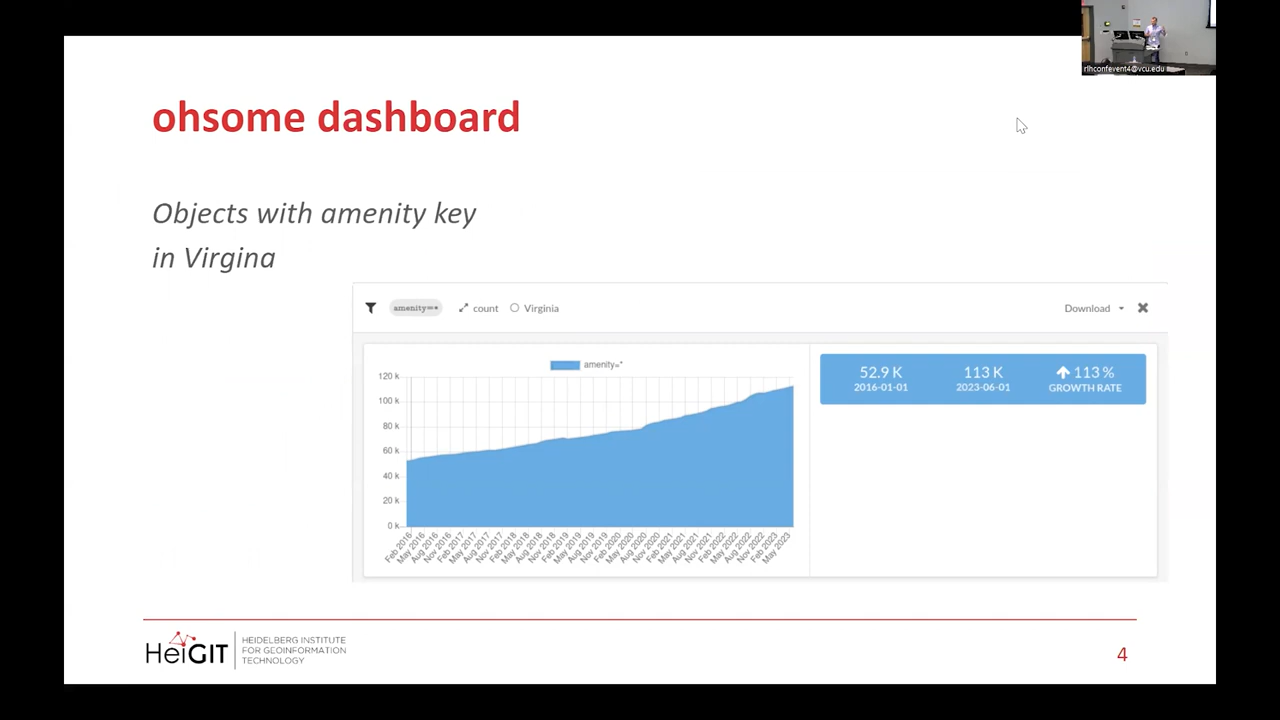 rlhconfevent4@vcu.edu
ohsome dashboard
Objects with amenity key
in Virgina
amenity=* count Virginia Download
amenity=*
120 k
100 k
80 k
60 k
40 k
20 k
0 k
Feb 2016 May 2016 Aug 2016 Nov 2016 Feb 2017 May 2017 Aug 2017 Nov 2017 Feb 2018 May 2018 Aug 2018 Nov 2018 Feb 2019 May 2019 Aug 2019 Nov 2019 Feb 2020 May 2020 Aug 2020 Nov 2020 Feb 2021 May 2021 Aug 2021 Nov 2021 Feb 2022 May 2022 Aug 2022 Nov 2022 Feb 2023 May 2023
52.9 K 113 K 113 %
2016-01-01 2023-06-01 GROWTH RATE
HeiGIT
HEIDELBERG INSTITUTE
FOR GEOINFORMATION
TECHNOLOGY
4